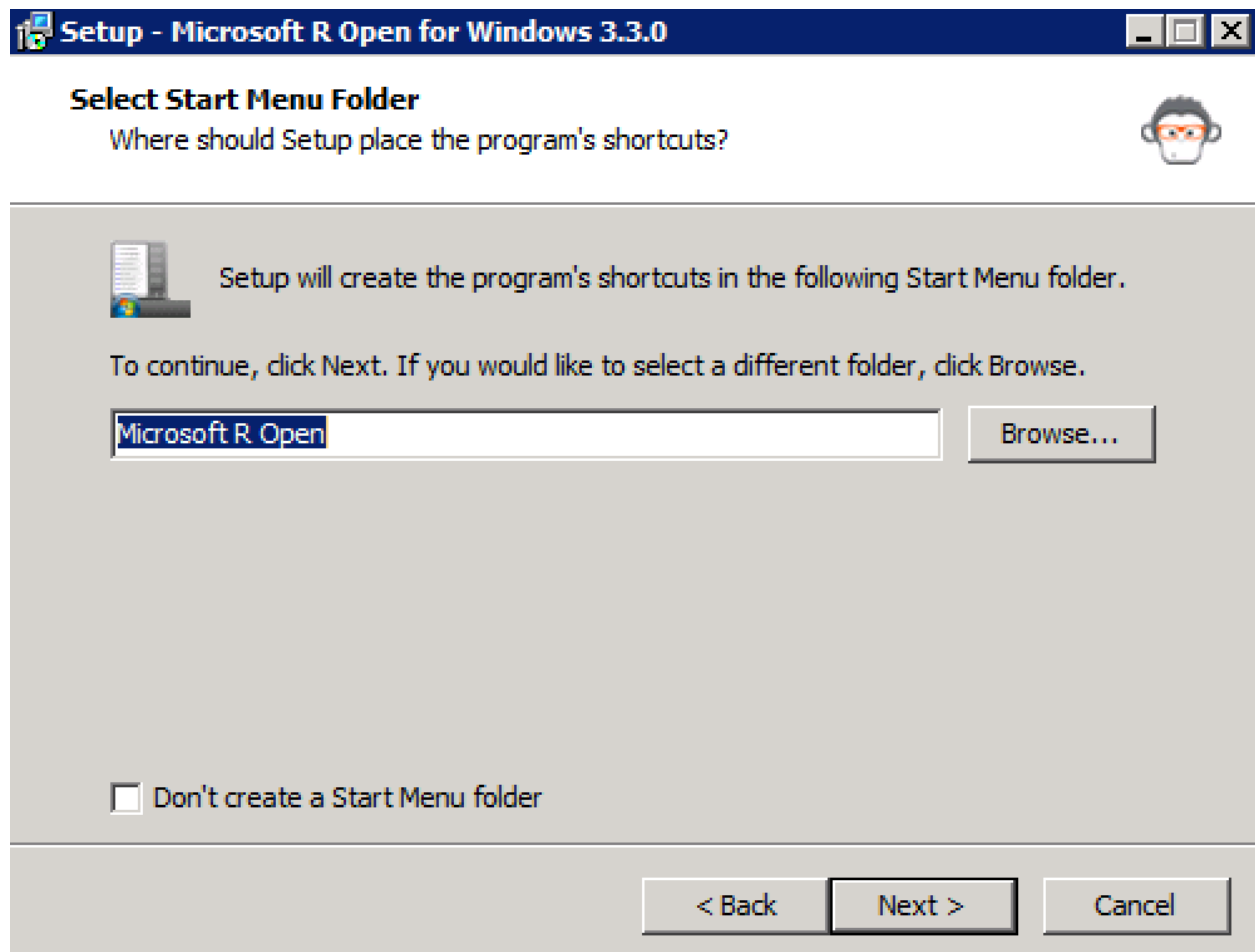 Setup - Microsoft R Open for Windows 3.3.0
Select Start Menu Folder
Where should Setup place the program's shortcuts?
Setup will create the program's shortcuts in the following Start Menu folder.
To continue, click Next. If you would like to select a different folder, click Browse.
Microsoft R Open
Browse...
Don't create a Start Menu folder
< Back
Next >
Cancel